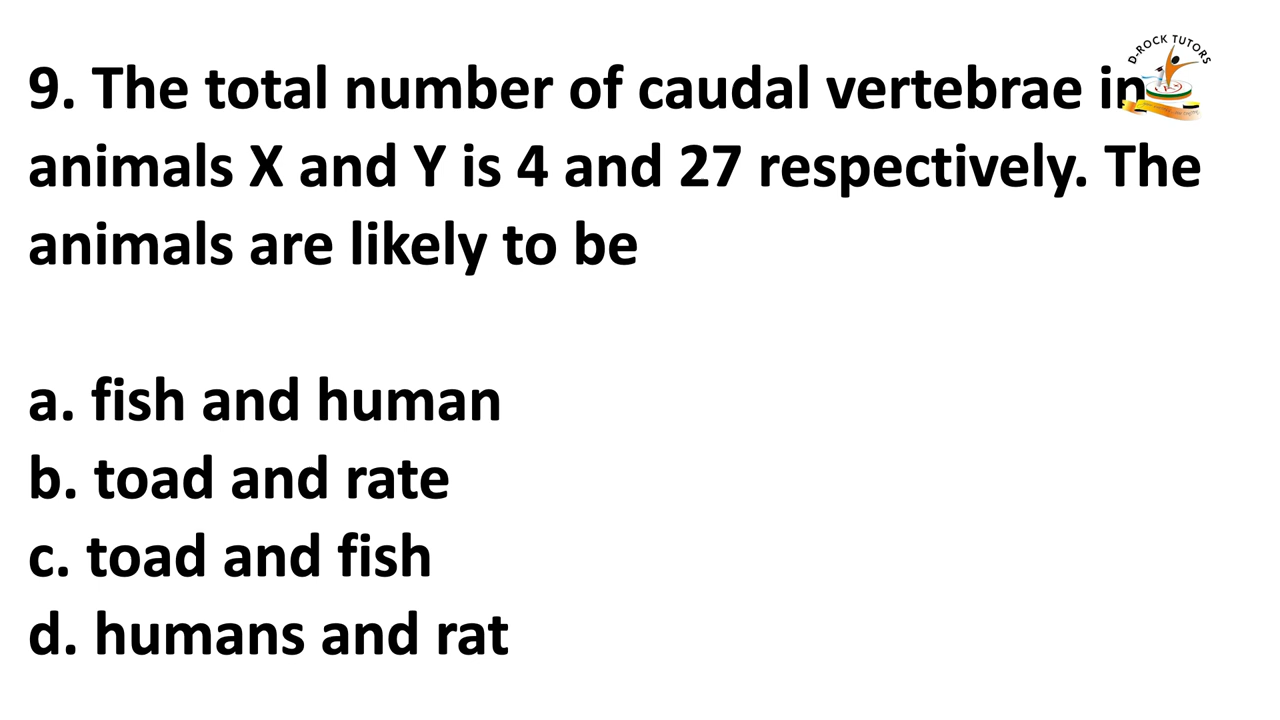 D-ROCK TUTORS
9. The total number of caudal vertebrae in
animals X and Y is 4 and 27 respectively. The
animals are likely to be
a. fish and human
b. toad and rate
c. toad and fish
d. humans and rat